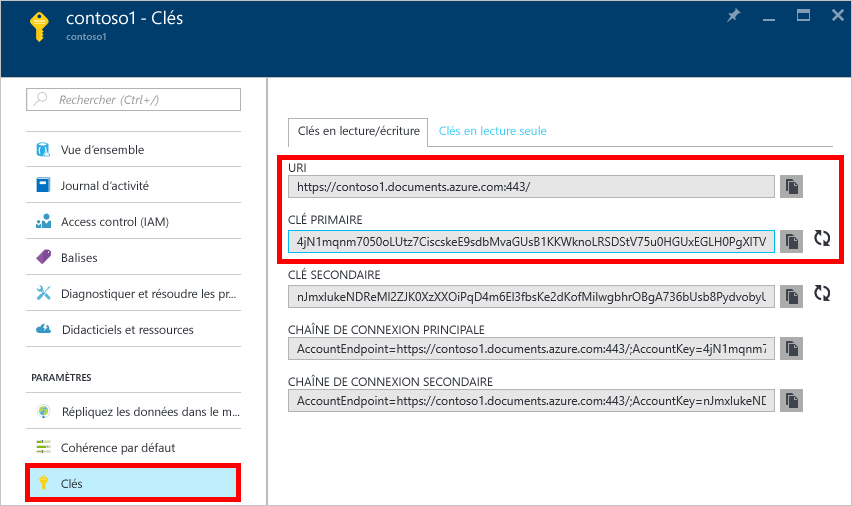 contoso1 - Clés
contoso1
Rechercher (Ctrl+/)
Vue d'ensemble
Journal d'activité
Access control (IAM)
Balises
Diagnostiquer et résoudre les pr...
Didacticiels et ressources
PARAMÈTRES
Répliquez les données dans le m...
Cohérence par défaut
Clés
Clés en lecture/écriture
Clés en lecture seule
URI
https://contoso1.documents.azure.com:443/
CLÉ PRIMAIRE
4jN1mqnm7050oLUtz7CiscskeE9sdbMvaGUsB1KKWknoLRSDStV75u0HGUxEGLH0PgXlTV
CLÉ SECONDAIRE
nJmxlukeNDReMI2ZJK0XzXXOiPqD4m6EI3fbsKe2dKofMilwgbhrOBgA736bUsb8PydvobyU
CHAÎNE DE CONNEXION PRINCIPALE
AccountEndpoint=https://contoso1.documents.azure.com:443/;AccountKey=4jN1mqnm7
CHAÎNE DE CONNEXION SECONDAIRE
AccountEndpoint=https://contoso1.documents.azure.com:443/;AccountKey=nJmxlukeND